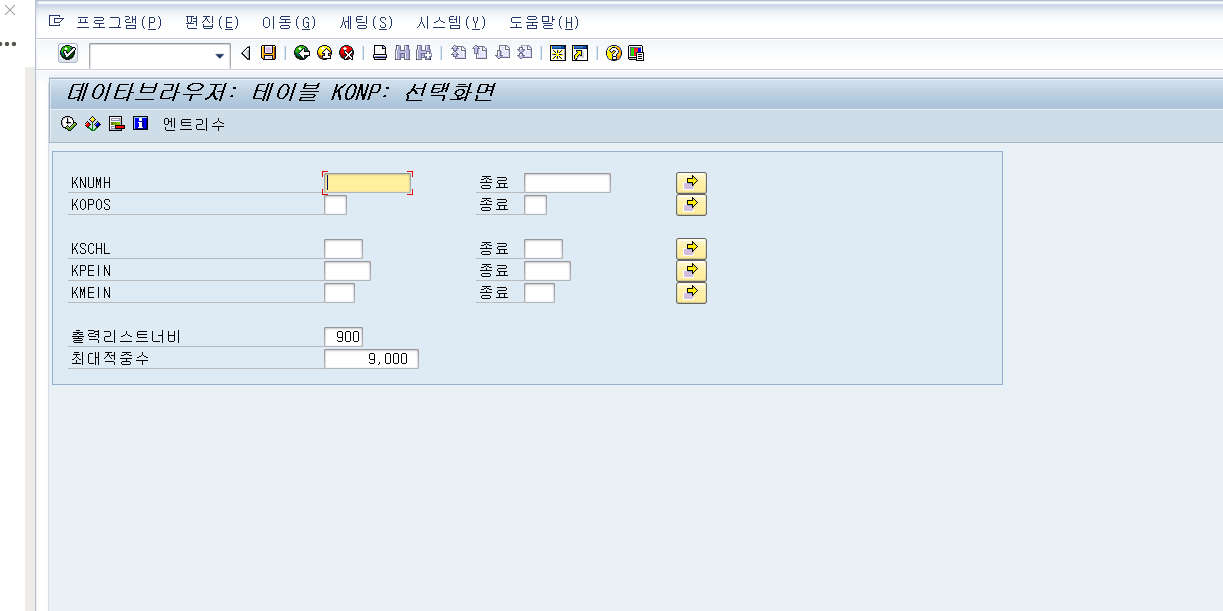 프로그램(P) 편집(E) 이동(G) 세팅(S) 시스템(Y) 도움말(H)
데이타브라우저: 테이블 KONP: 선택화면
엔트리수
KNUMH 종료
KOPOS 종료
KSCHL 종료
KPEIN 종료
KMEIN 종료
출력리스트너비 900
최대적중수 9,000